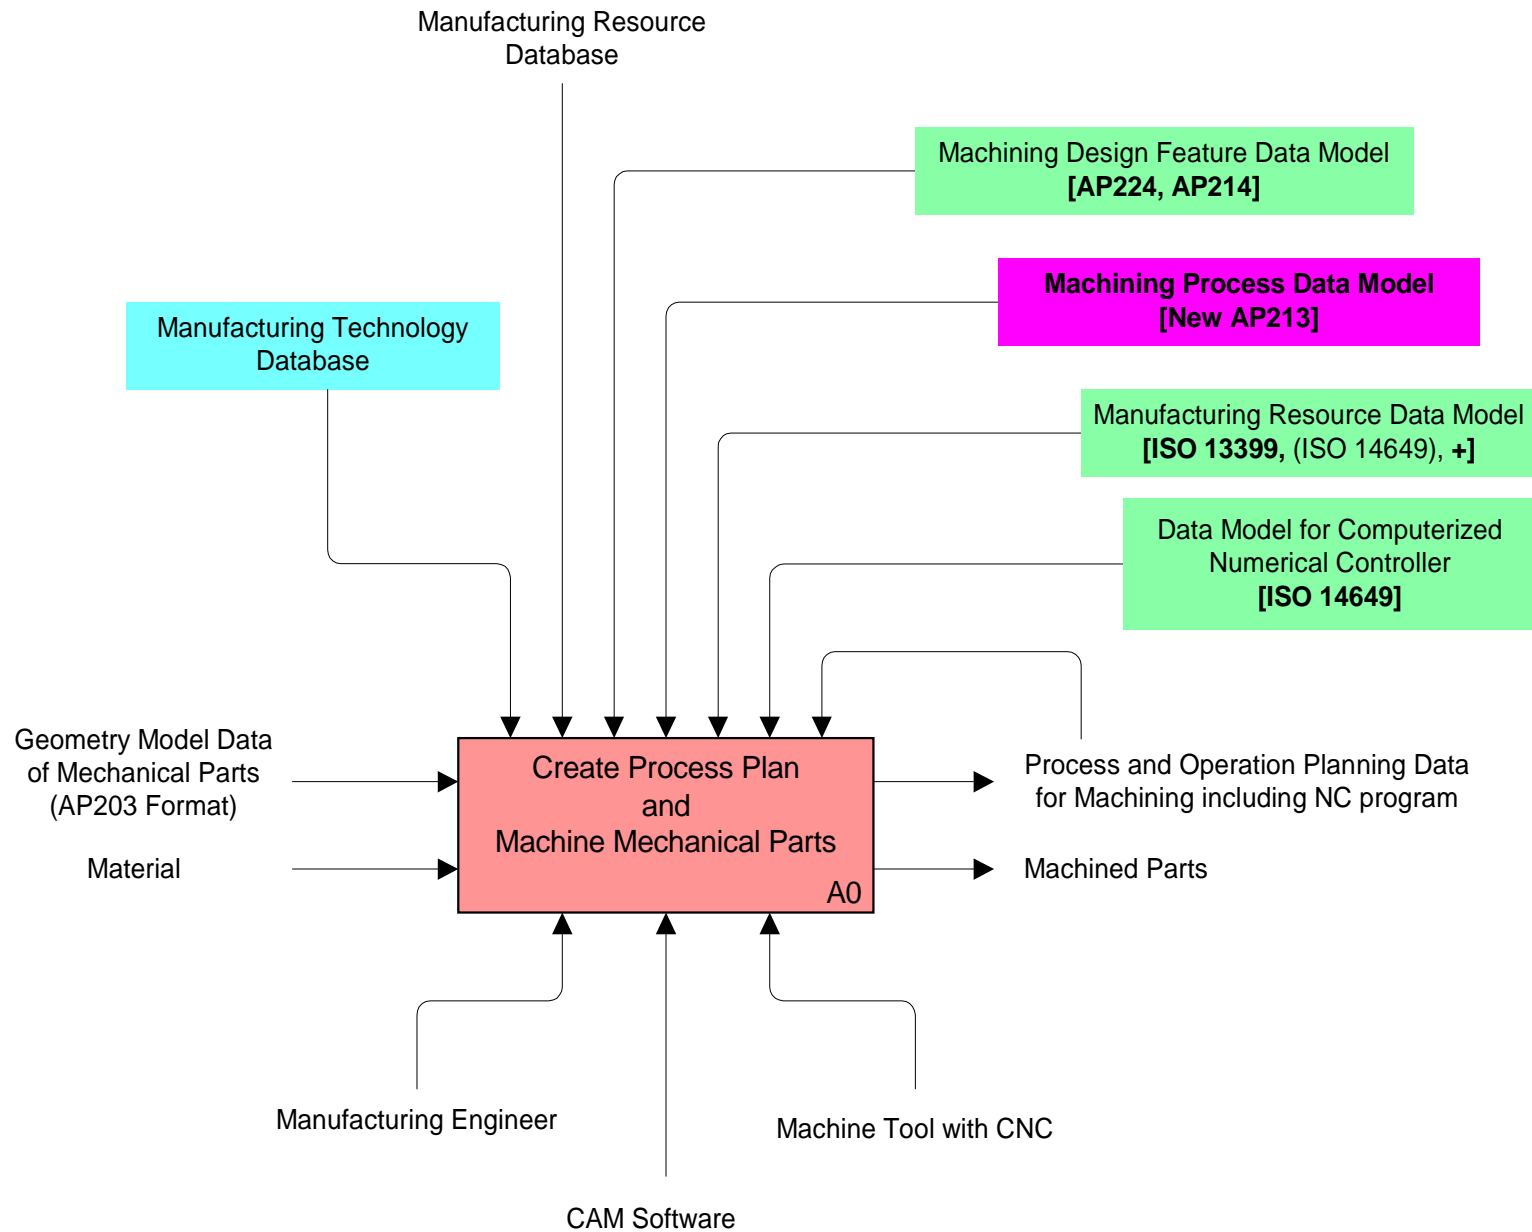 Manufacturing Resource
Database
Machining Design Feature Data Model
[AP224, AP214]
Machining Process Data Model
[New AP213]
Manufacturing Technology
Database
Manufacturing Resource Data Model
[ISO 13399, (ISO 14649), +]
Data Model for Computerized
Numerical Controller
[ISO 14649]
Geometry Model Data
of Mechanical Parts
(AP203 Format)
Material
Create Process Plan
and
Machine Mechanical Parts
A0
Process and Operation Planning Data
for Machining including NC program
Machined Parts
Manufacturing Engineer
Machine Tool with CNC
CAM Software